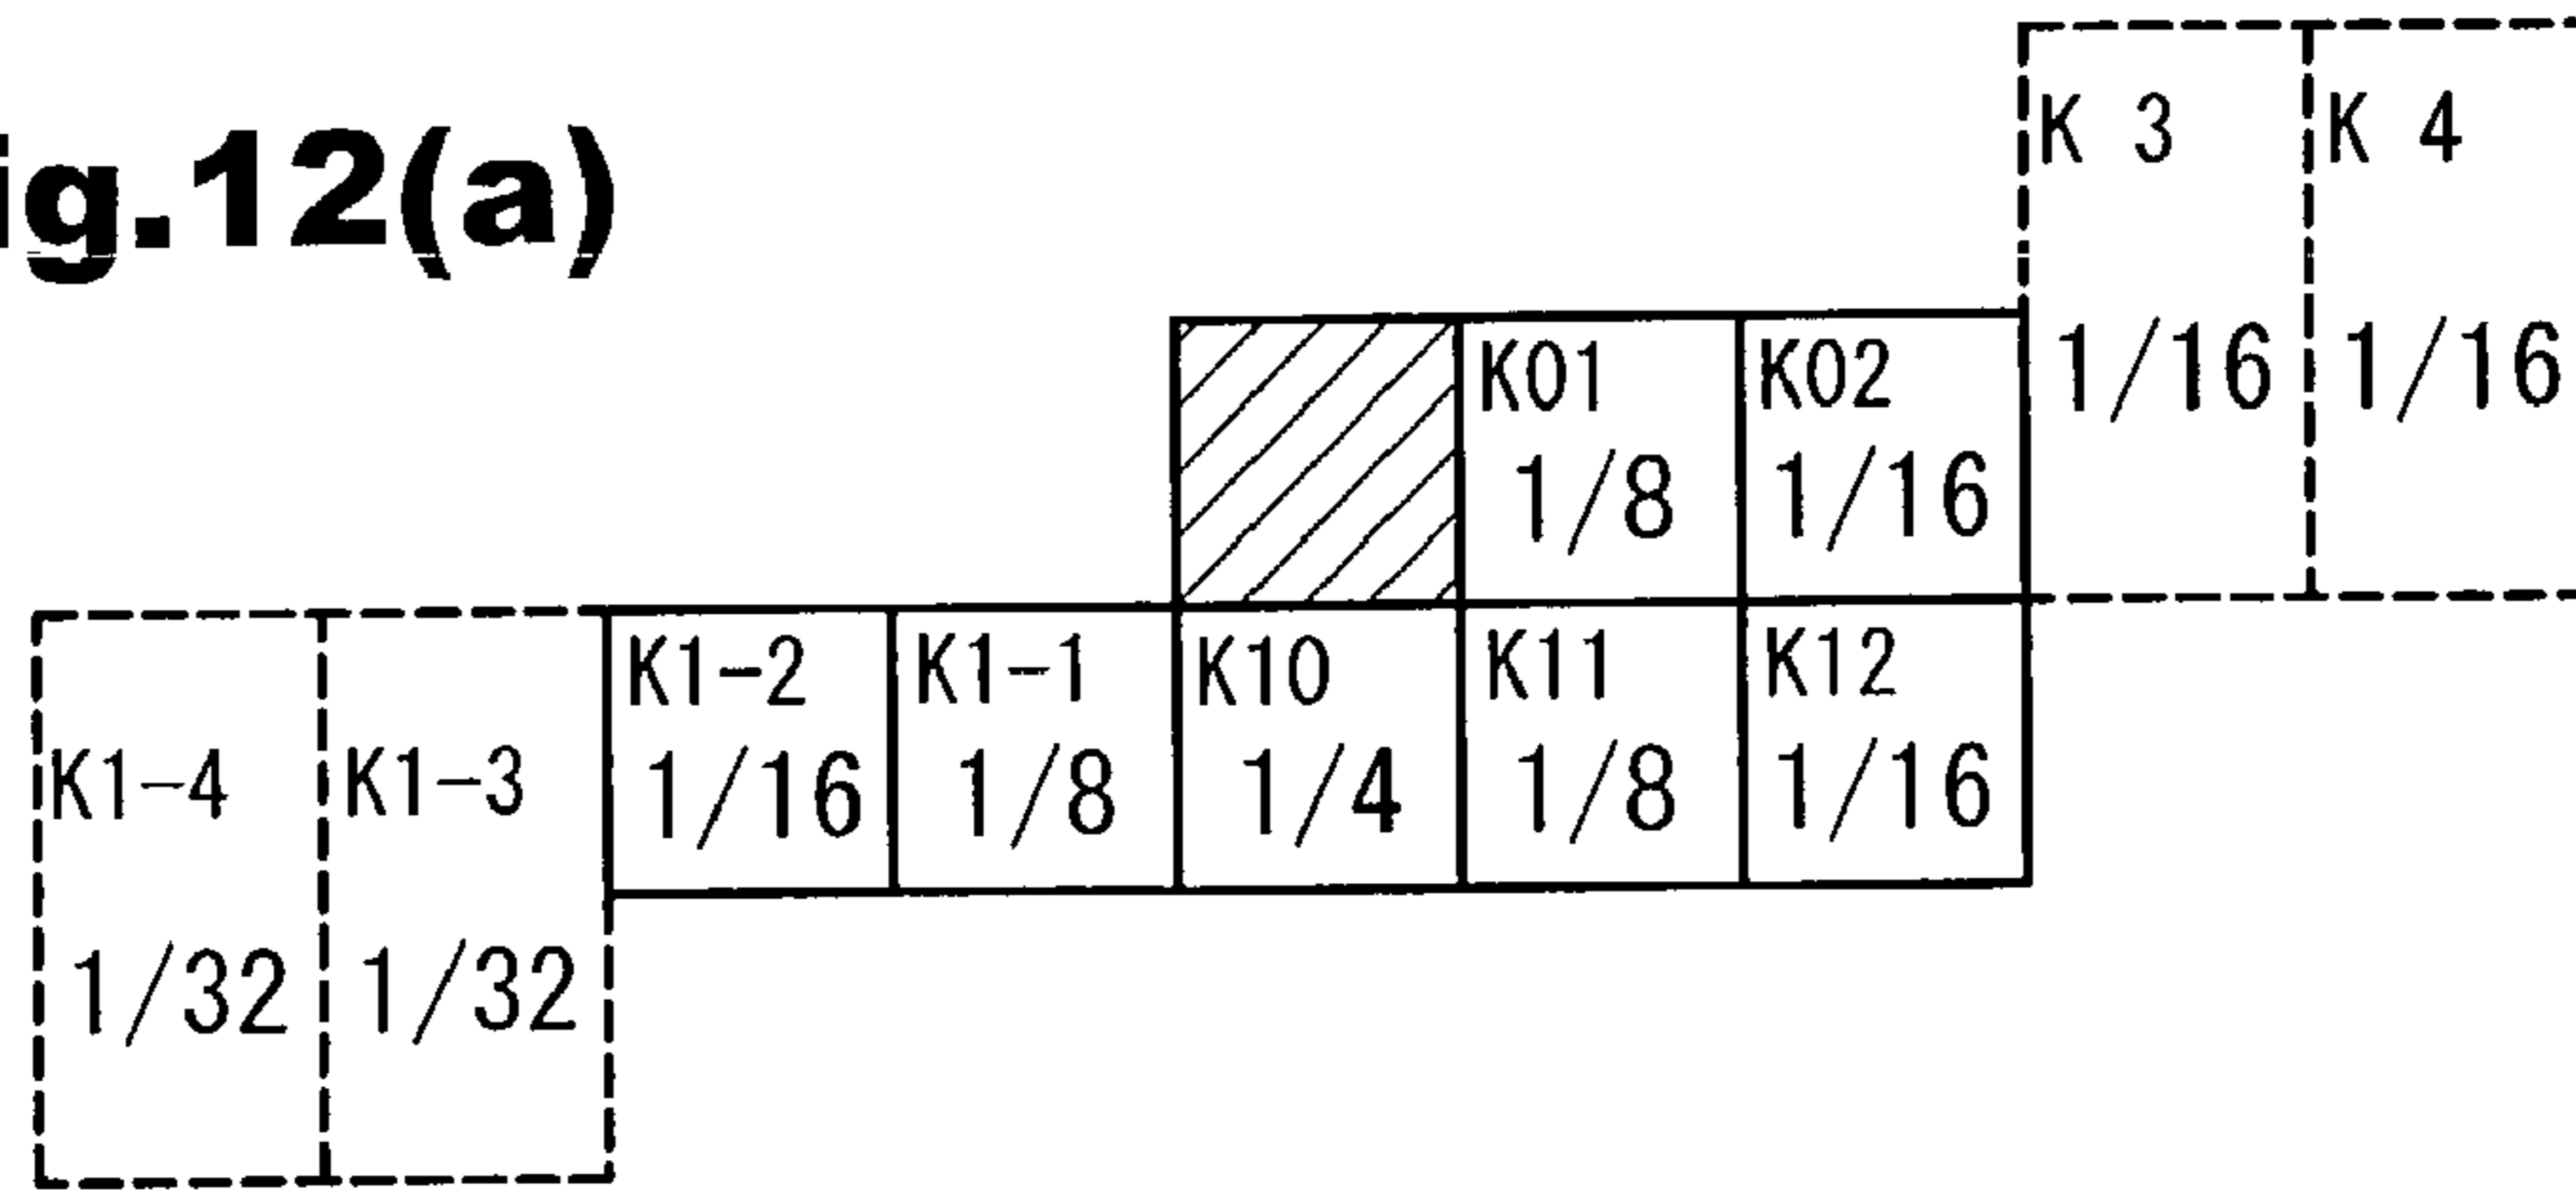 ig.12(a)
K 3 K 4
1/16 1/16
K01 K02
1/8 1/16
K1-2 K1-1 K10 K11 K12
1/16 1/8 1/4 1/8 1/16
K1-4 K1-3
1/32 1/32